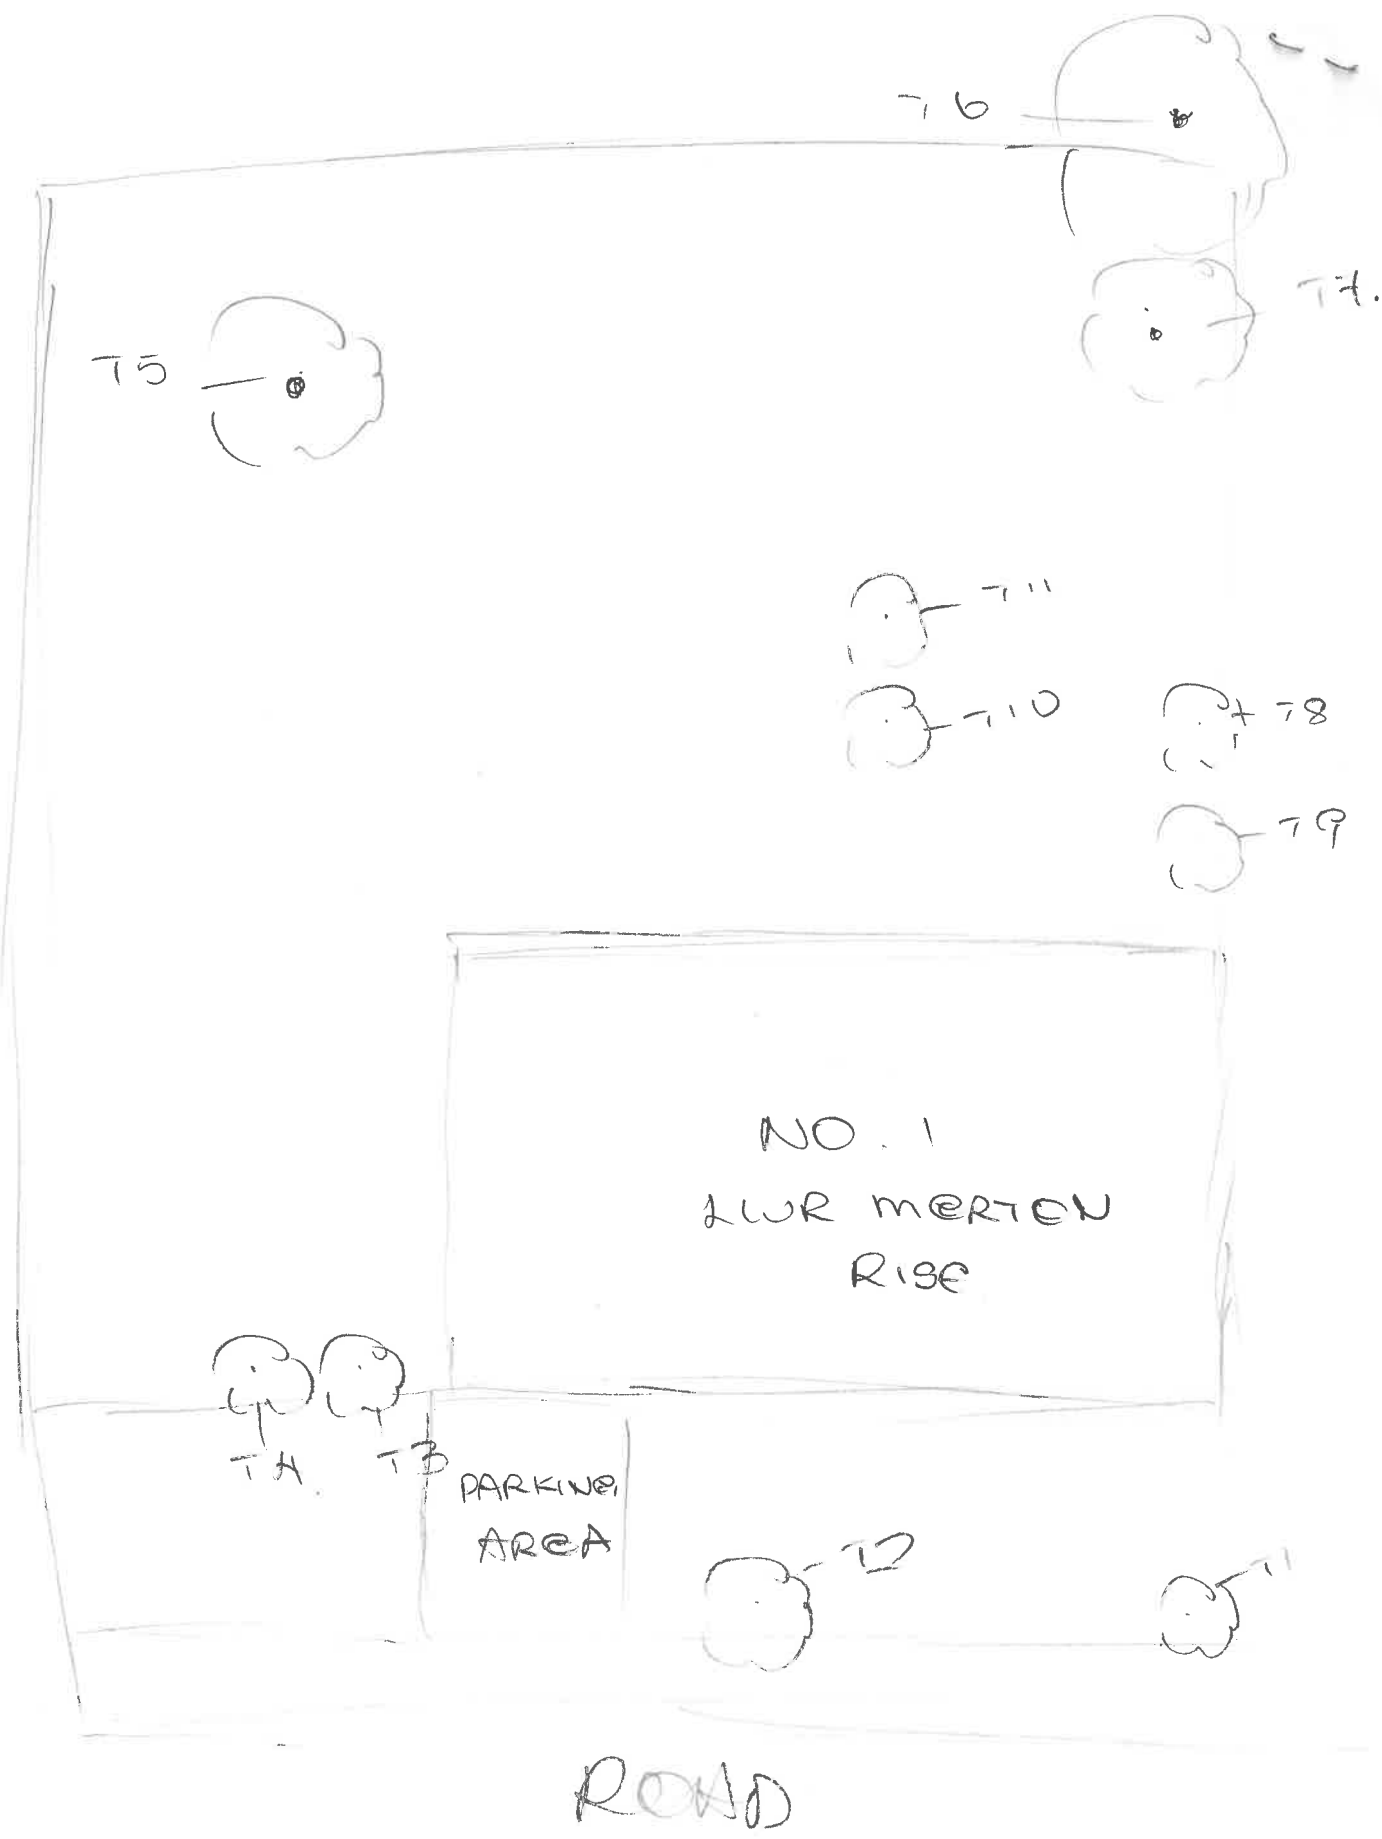 T6
T7.
T5
T11
T10
T8
T9
NO. 1
LWR MERTON
RISE
T4
T3
PARKING
AREA
T2
T1
ROAD